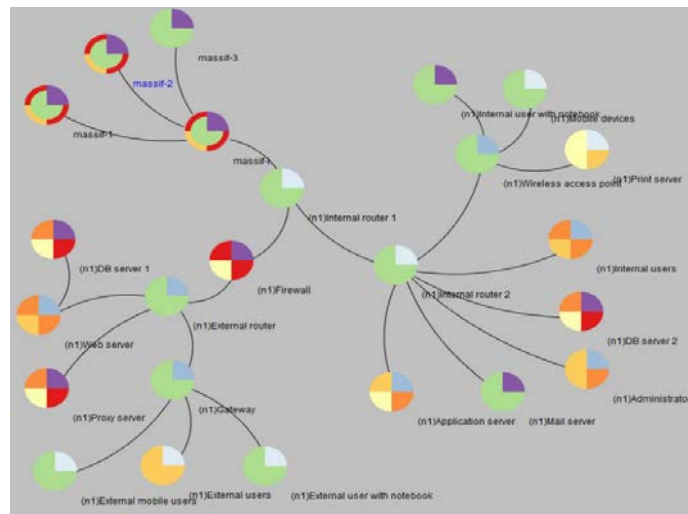 massif-3
massif-2
massif-1
massif-r
(n1)Internal router 1
(n1)Internal user with notebook
(n1)Mobile devices
(n1)Wireless access point
(n1)Print server
(n1)DB server 1
(n1)Firewall
(n1)Internal users
(n1)Internal router 2
(n1)External router
(n1)Web server
(n1)DB server 2
(n1)Administrator
(n1)Proxy server
(n1)Gateway
(n1)Application server
(n1)Mail server
(n1)External mobile users
(n1)External users
(n1)External user with notebook